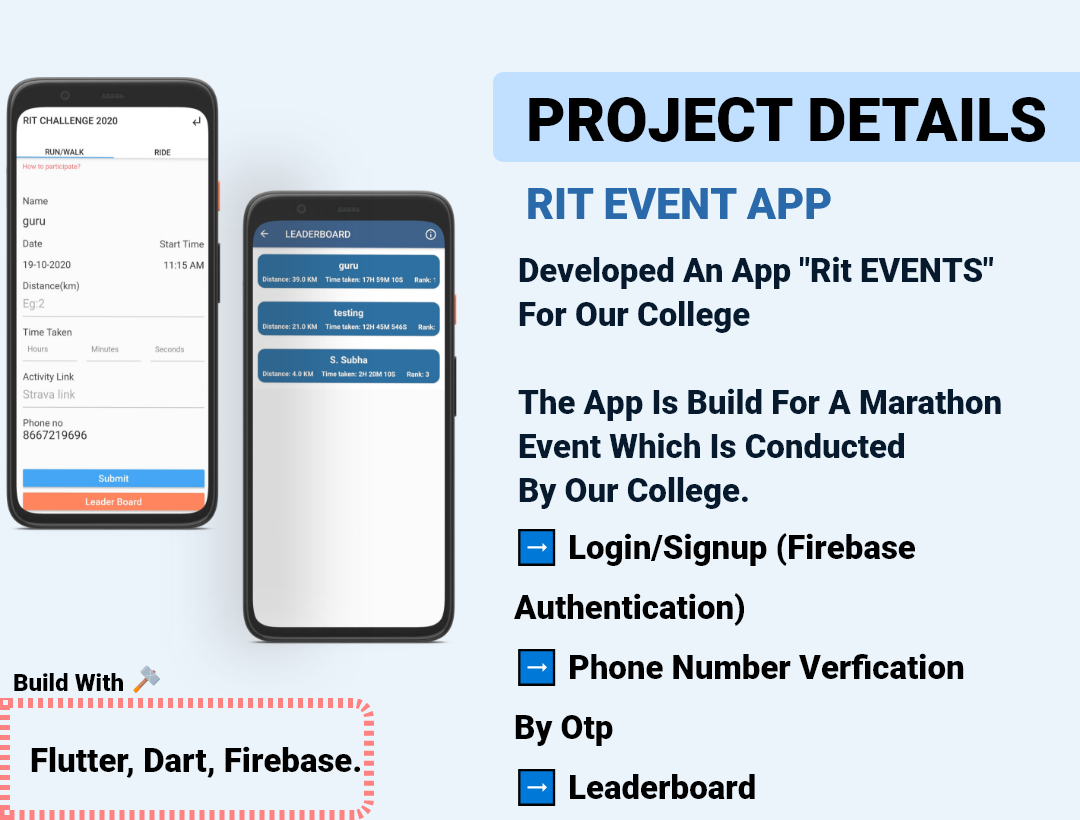 RIT CHALLENGE 2020
RUN/WALK RIDE
How to participate?
Name
guru
Date Start Time
19-10-2020 11:15 AM
Distance(km)
Eg:2
Time Taken
Hours Minutes Seconds
Activity Link
Strava link
Phone no
8667219696
Submit
Leader Board
LEADERBOARD
guru
Distance: 39.0 KM Time taken: 17H 59M 10S Rank:
testing
Distance: 21.0 KM Time taken: 12H 45M 546S Rank:
S. Subha
Distance: 4.0 KM Time taken: 2H 20M 10S Rank: 3
Build With
Flutter, Dart, Firebase.
PROJECT DETAILS
RIT EVENT APP
Developed An App "Rit EVENTS"
For Our College
The App Is Build For A Marathon
Event Which Is Conducted
By Our College.
➡ Login/Signup (Firebase
Authentication)
➡ Phone Number Verfication
By Otp
➡ Leaderboard